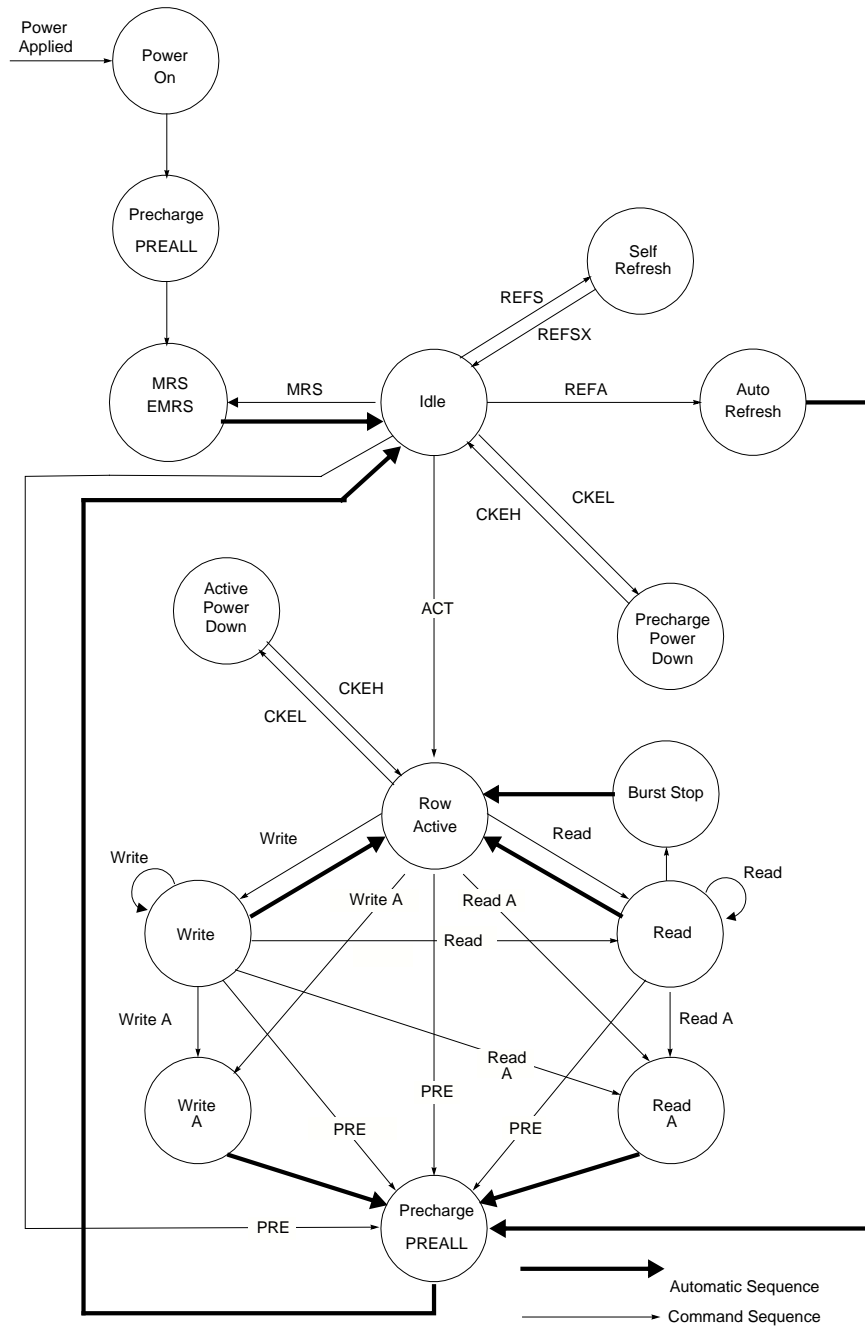 Power
Applied
Power
On
Precharge
PREALL
Self
Refresh
REFS
REFSX
MRS
EMRS
MRS
Idle
REFA
Auto
Refresh
CKEL
CKEH
Active
Power
Down
ACT
Precharge
Power
Down
CKEH
CKEL
Burst Stop
Row
Active
Write
Read
Write
Read
Write A
Read A
Write
Read
Read
Write A
Read A
Read
A
Write
A
PRE
Read
A
PRE
PRE
Precharge
PREALL
PRE
Automatic Sequence
Command Sequence